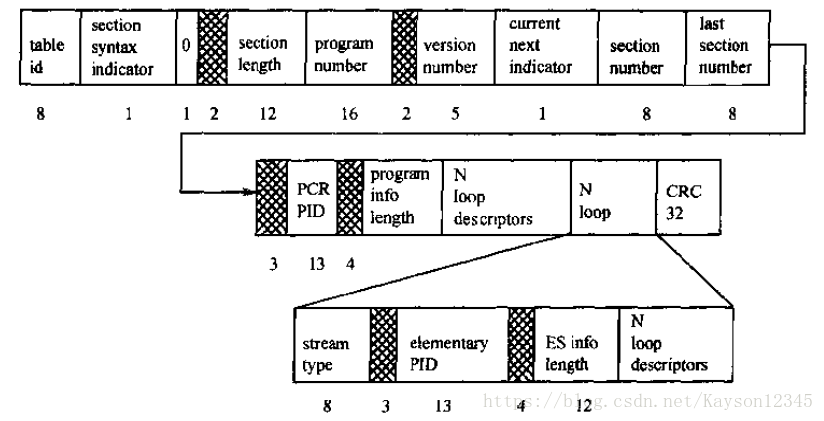 table id
section syntax indicator
0
section length
program number
version number
current next indicator
section number
last section number
8 1 1 2 12 16 2 5 1 8 8
PCR PID
program info length
N loop descriptors
N loop
CRC 32
3 13 4
stream type
elementary PID
ES info length
N loop descriptors
8 3 13 4 12
https://blog.csdn.net/Kayson12345